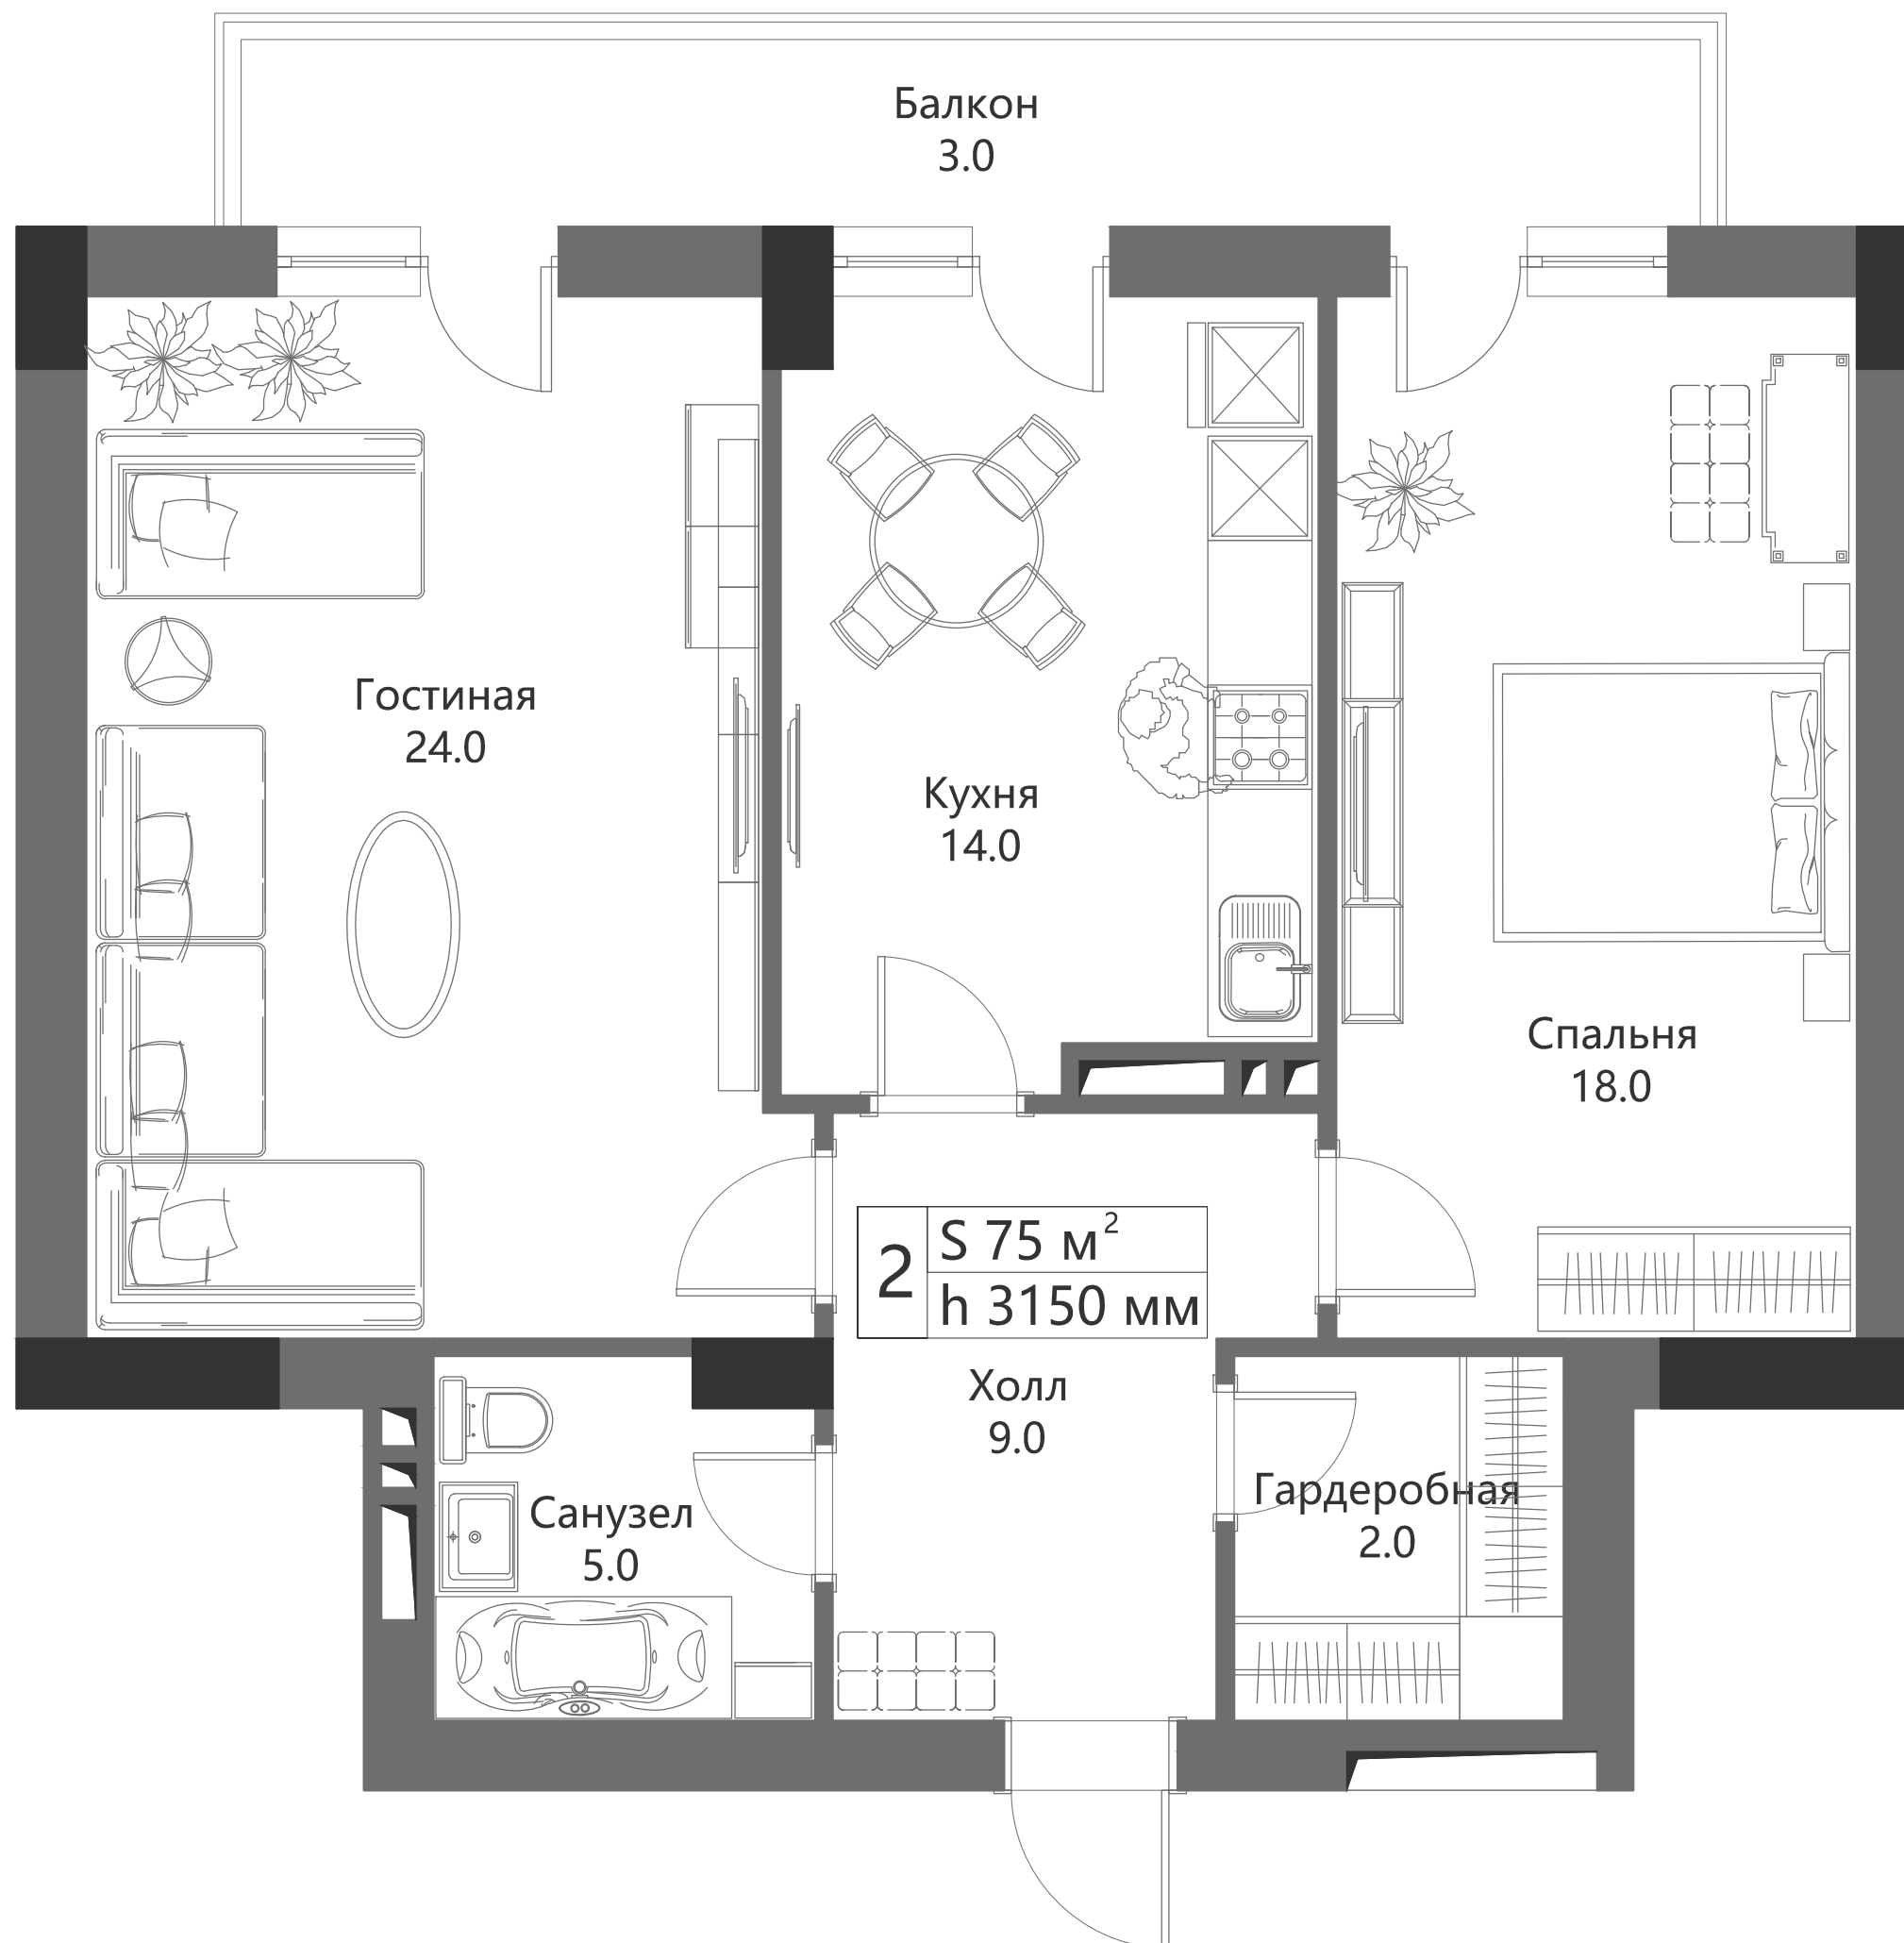 Балкон
3.0
Гостиная
24.0
Кухня
14.0
Спальня
18.0
2
S 75 м²
h 3150 мм
Холл
9.0
Гардеробная
2.0
Санузел
5.0